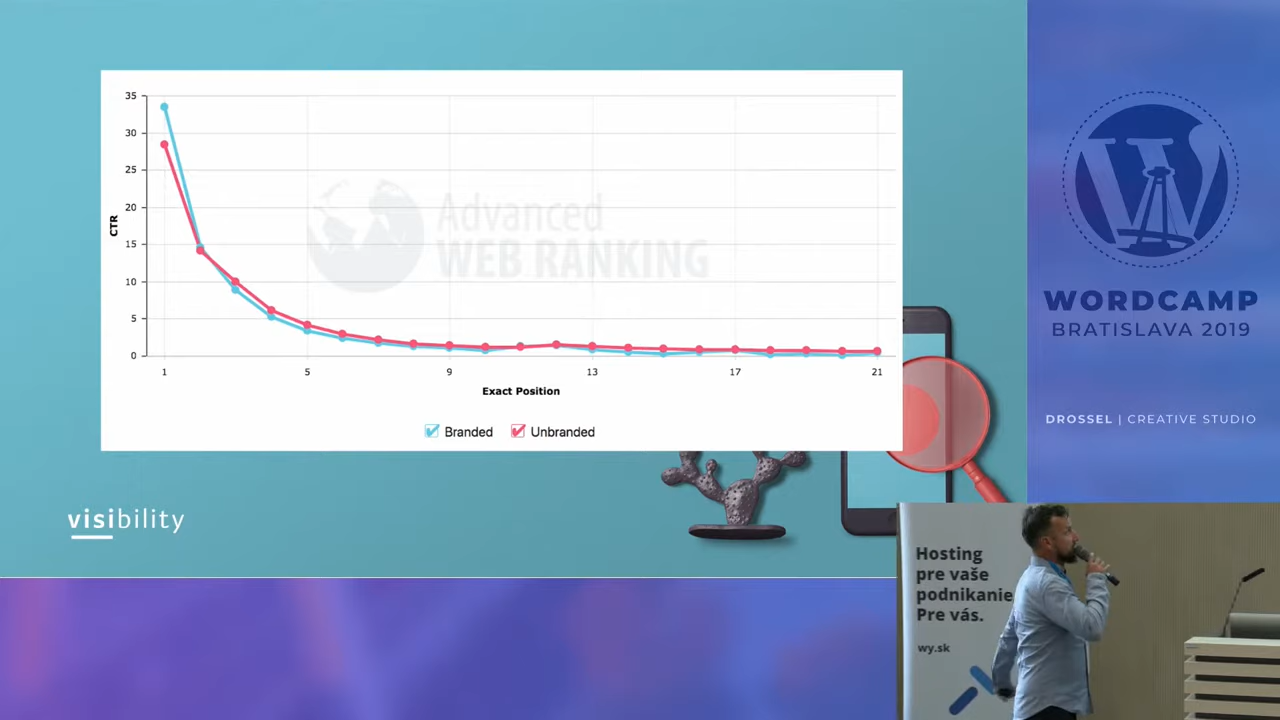 35
30
25
20
15
10
5
0
CTR
1 5 9 13 17 21
Exact Position
Advanced
WEB RANKING
Branded Unbranded
visibility
W
WORDCAMP
BRATISLAVA 2019
DROSSEL | CREATIVE STUDIO
Hosting
pre vaše
podnikanie
Pre vás.
wy.sk